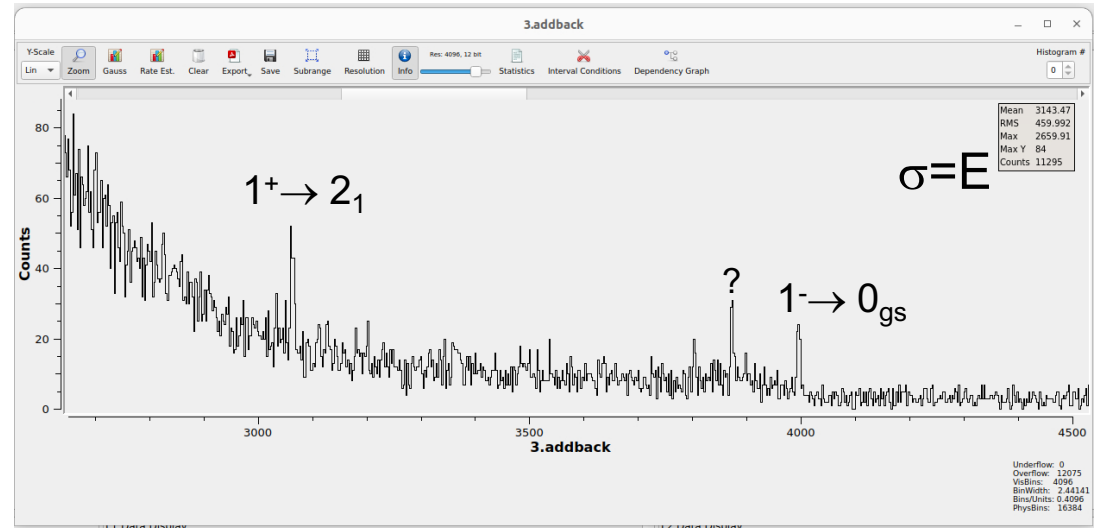 3.addback
Y-Scale
Lin
Zoom
Gauss
Rate Est.
Clear
Export
Save
Subrange
Resolution
Info
Res: 4096, 12 bit
Statistics
Interval Conditions
Dependency Graph
Histogram #
0
Mean 3143.47
RMS 459.992
Max 2659.91
Max Y 84
Counts 11295
σ=E
1⁺→ 2₁
?
1⁻→ 0gs
Counts
80
60
40
20
0
3000
3500
4000
4500
3.addback
Underflow: 0
Overflow: 12075
VisBins: 4096
BinWidth: 2.44141
Bins/Units: 0.4096
PhysBins: 16384